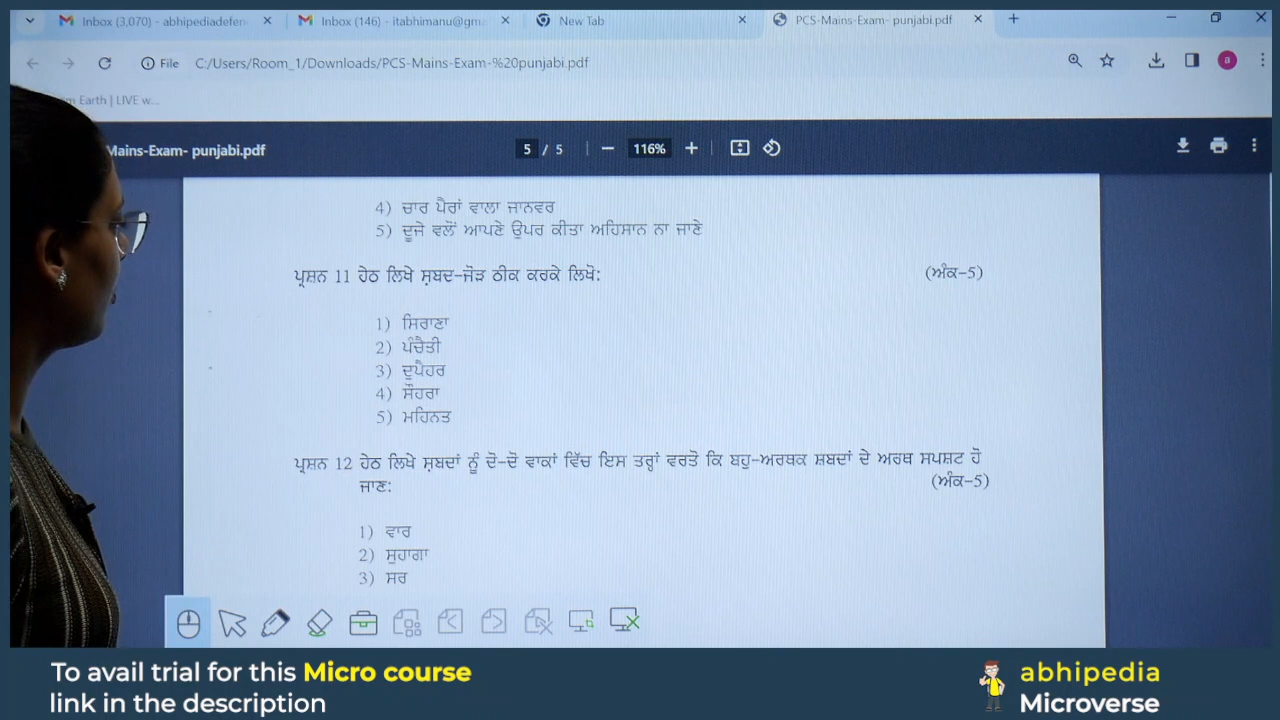 Inbox (3,070) - abhipediadefen
Inbox (146) - itabhimanu@gm
New Tab
PCS-Mains-Exam- punjabi.pdf
File C:/Users/Room_1/Downloads/PCS-Mains-Exam-%20punjabi.pdf
a
Earth | LIVE w...
Mains-Exam- punjabi.pdf
5 / 5
116%
4) ਚਾਰ ਪੈਰਾਂ ਵਾਲਾ ਜਾਨਵਰ
5) ਦੂਜੇ ਵਲੋਂ ਆਪਣੇ ਉਪਰ ਕੀਤਾ ਅਹਿਸਾਨ ਨਾ ਜਾਣੇ
ਪ੍ਰਸ਼ਨ 11 ਹੇਠ ਲਿਖੇ ਸ਼ਬਦ-ਜੋੜ ਠੀਕ ਕਰਕੇ ਲਿਖੋ: (ਅੰਕ-5)
1) ਸਿਰਾਣਾ
2) ਪੰਚੈਤੀ
3) ਦੁਪੈਹਰ
4) ਸੌਹਰਾ
5) ਮਹਿਨਤ
ਪ੍ਰਸ਼ਨ 12 ਹੇਠ ਲਿਖੇ ਸ਼ਬਦਾਂ ਨੂੰ ਦੋ-ਦੋ ਵਾਕਾਂ ਵਿੱਚ ਇਸ ਤਰ੍ਹਾਂ ਵਰਤੋ ਕਿ ਬਹੁ-ਅਰਥਕ ਸ਼ਬਦਾਂ ਦੇ ਅਰਥ ਸਪਸ਼ਟ ਹੋ
ਜਾਣ: (ਅੰਕ-5)
1) ਵਾਰ
2) ਸੁਹਾਗਾ
3) ਸਰ
To avail trial for this Micro course
link in the description
abhipedia
Microverse